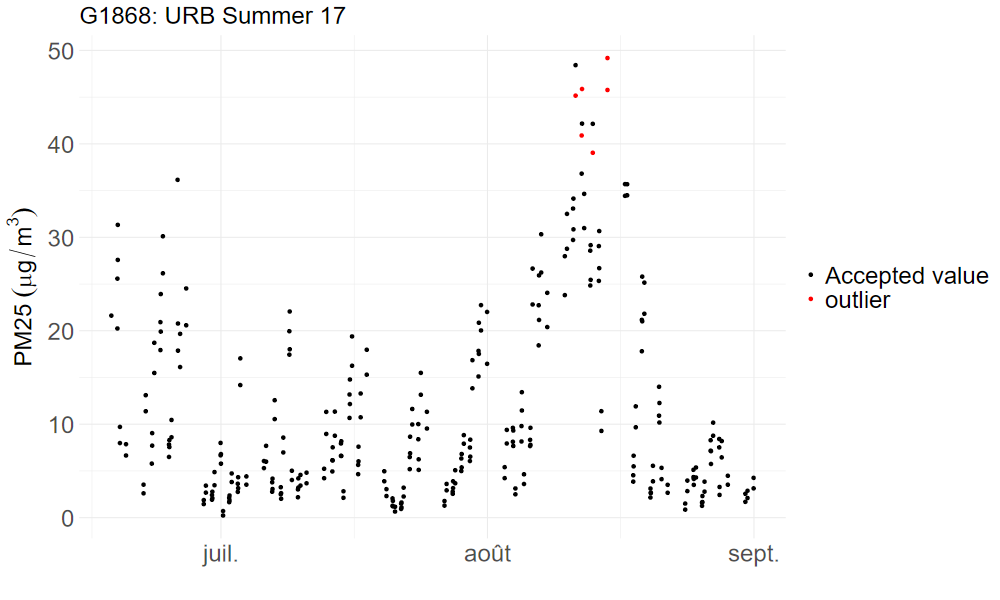 G1868: URB Summer 17
50
40
30
20
10
0
PM25 (μg/m³)
juil.
août
sept.
Accepted value
outlier